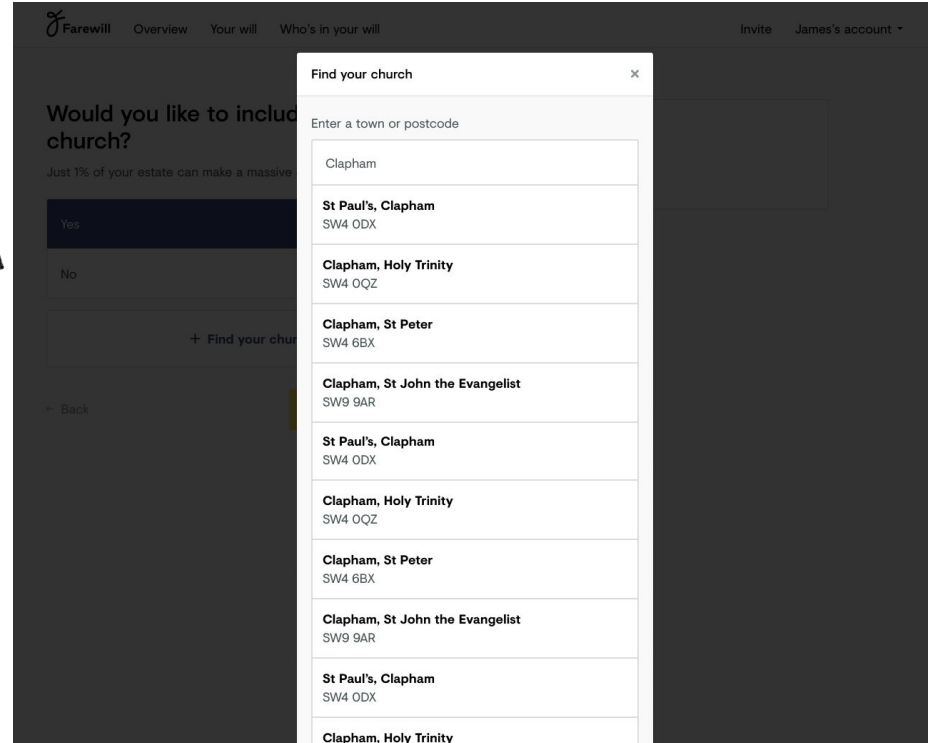 Farewill Overview Your will Who's in your will Invite James's account
Find your church ×
Would you like to includ
church?
Just 1% of your estate can make a massive
Yes
No
+ Find your chur
← Back
Enter a town or postcode
Clapham
St Paul's, Clapham
SW4 0DX
Clapham, Holy Trinity
SW4 0QZ
Clapham, St Peter
SW4 6BX
Clapham, St John the Evangelist
SW9 9AR
St Paul's, Clapham
SW4 0DX
Clapham, Holy Trinity
SW4 0QZ
Clapham, St Peter
SW4 6BX
Clapham, St John the Evangelist
SW9 9AR
St Paul's, Clapham
SW4 0DX
Clapham, Holy Trinity